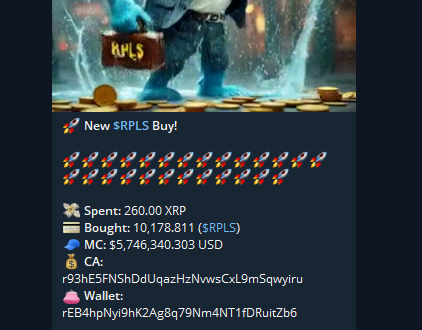 RPLS
🚀 New $RPLS Buy!
🚀🚀🚀🚀🚀🚀🚀🚀🚀🚀🚀🚀🚀🚀
🚀🚀🚀🚀🚀🚀🚀🚀🚀🚀🚀🚀
💸 Spent: 260.00 XRP
💳 Bought: 10,178.811 ($RPLS)
🧢 MC: $5,746,340.303 USD
💰 CA:
r93hE5FNShDdUqazHzNvwsCxL9mSqwyiru
👛 Wallet:
rEB4hpNyi9hK2Ag8q79Nm4NT1fDRuitZb6